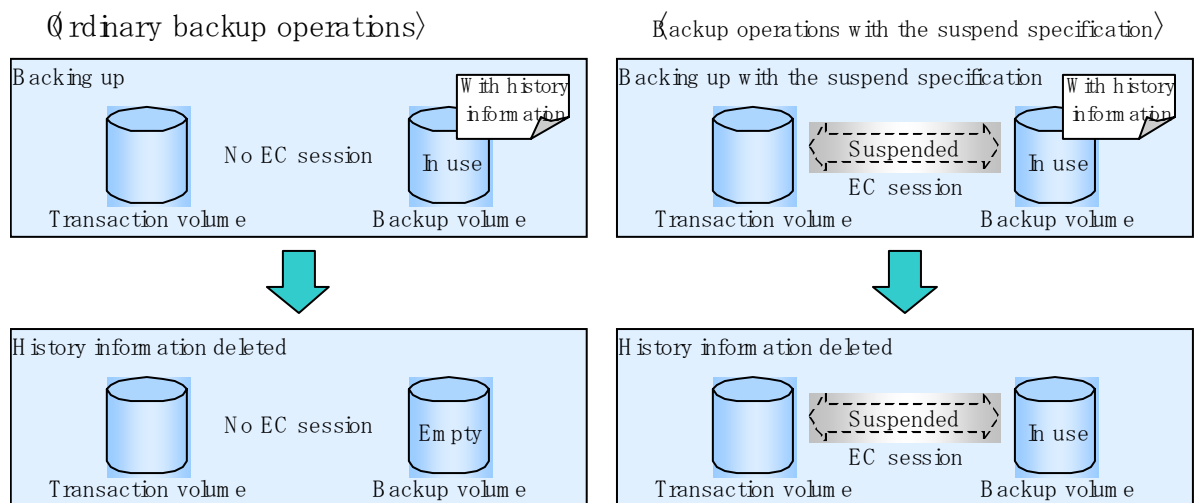 〈Ordinary backup operations〉
Backing up
With history
information
No EC session
In use
Transaction volume
Backup volume
History information deleted
No EC session
Empty
Transaction volume
Backup volume
〈Backup operations with the suspend specification〉
Backing up with the suspend specification
With history
information
Suspended
In use
EC session
Transaction volume
Backup volume
History information deleted
Suspended
In use
EC session
Transaction volume
Backup volume